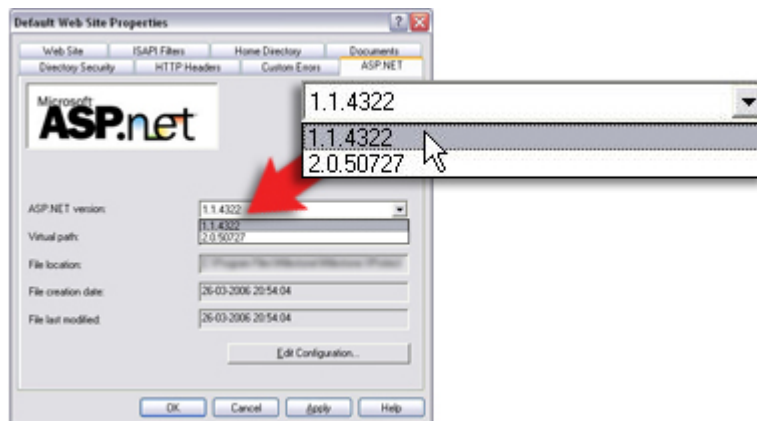 Default Web Site Properties
Web Site ISAPI Filters Home Directory Documents
Directory Security HTTP Headers Custom Errors ASP.NET
Microsoft
ASP.net
1.1.4322
1.1.4322
2.0.50727
ASP.NET version: 1.1.4322
1.1.4322
2.0.50727
Virtual path:
File location:
File creation date: 26-03-2006 20:54:04
File last modified: 26-03-2006 20:54:04
Edit Configuration...
OK Cancel Apply Help